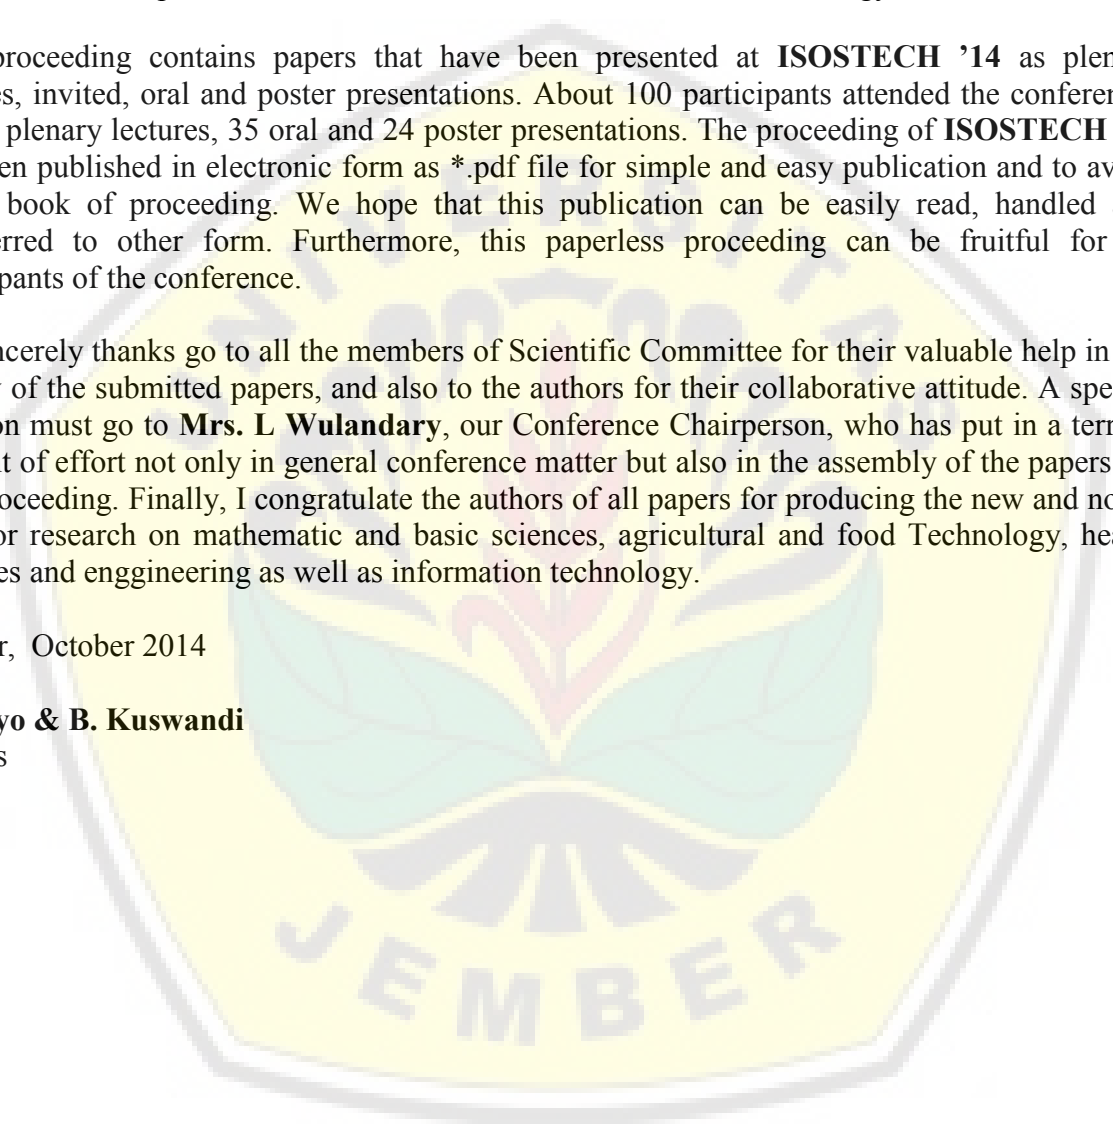 proceeding contains papers that have been presented at ISOSTECH ’14 as plen
es, invited, oral and poster presentations. About 100 participants attended the conferen
plenary lectures, 35 oral and 24 poster presentations. The proceeding of ISOSTECH
en published in electronic form as *.pdf file for simple and easy publication and to av
book of proceeding. We hope that this publication can be easily read, handled
erred to other form. Furthermore, this paperless proceeding can be fruitful for
pants of the conference.
ncerely thanks go to all the members of Scientific Committee for their valuable help in
y of the submitted papers, and also to the authors for their collaborative attitude. A spe
on must go to Mrs. L Wulandary, our Conference Chairperson, who has put in a terr
t of effort not only in general conference matter but also in the assembly of the papers
oceeding. Finally, I congratulate the authors of all papers for producing the new and no
or research on mathematic and basic sciences, agricultural and food Technology, hea
es and enggineering as well as information technology.
r, October 2014
yo & B. Kuswandi
s
UNIVERSITAS
JEMBER